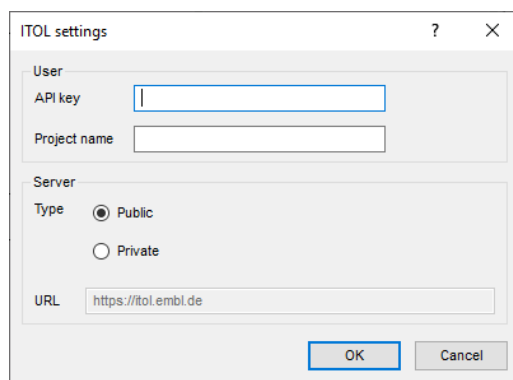 ITOL settings
User
API key
Project name
Server
Type
Public
Private
URL
https://itol.embl.de
OK
Cancel